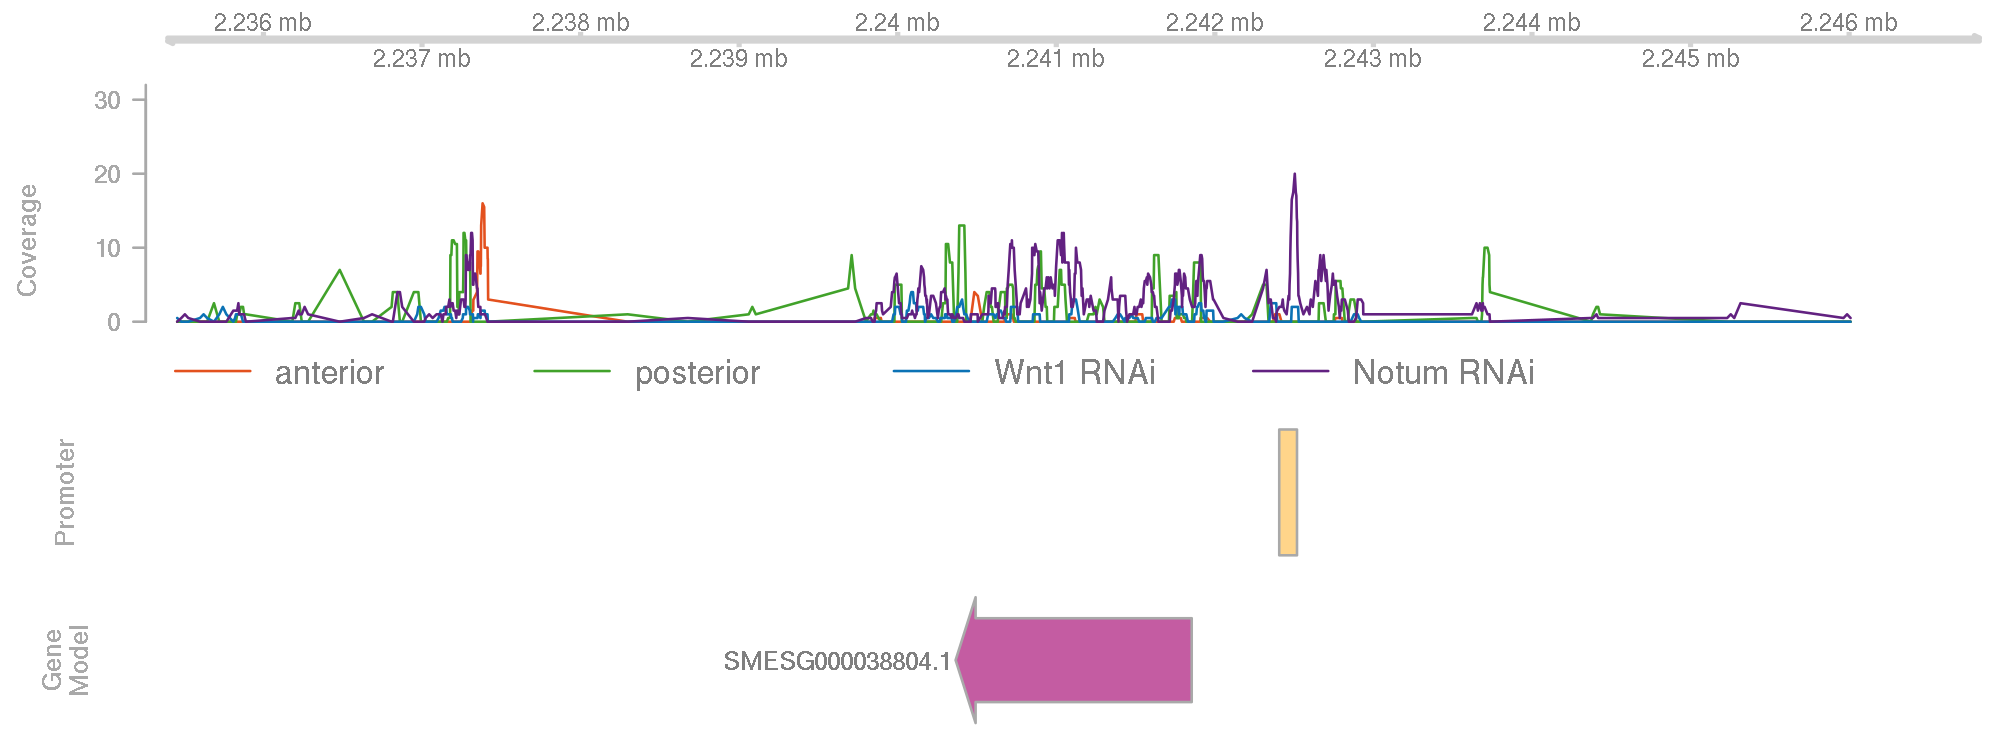 2.236 mb 2.238 mb 2.24 mb 2.242 mb 2.244 mb 2.246 mb
2.237 mb 2.239 mb 2.241 mb 2.243 mb 2.245 mb
Coverage
30
20
10
0
anterior posterior Wnt1 RNAi Notum RNAi
Promoter
Gene
Model
SMESG000038804.1